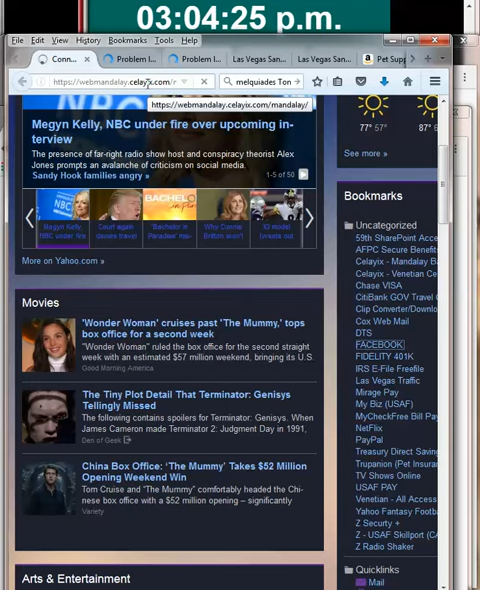 03:04:25 p.m.
File Edit View History Bookmarks Tools Help
Conn...
Problem l...
Problem l...
Las Vegas San...
Las Vegas San...
Pet Supp
https://webmandalay.celayix.com/r
melquiades Ton
https://webmandalay.celayix.com/mandalay/
Megyn Kelly, NBC under fire over upcoming in-
terview
The presence of far-right radio show host and conspiracy theorist Alex
Jones prompts an avalanche of criticism on social media.
Sandy Hook families angry »
1-5 of 50
Megyn Kelly,
NBC under fire
Court again
denies travel
'Bachelor in
Paradise'
Why Connie
Britton won't
tweets out
More on Yahoo.com »
77° 57°
87°
See more »
Movies
'Wonder Woman' cruises past 'The Mummy,' tops
box office for a second week
"Wonder Woman" ruled the box office for the second straight
week with an estimated $57 million weekend, bringing its U.S.
Good Morning America
The Tiny Plot Detail That Terminator: Genisys
Tellingly Missed
The following contains spoilers for Terminator: Genisys. When
James Cameron made Terminator 2: Judgment Day in 1991,
Den of Geek
China Box Office: 'The Mummy' Takes $52 Million
Opening Weekend Win
Tom Cruise and "The Mummy" comfortably headed the Chi-
nese box office with a $52 million opening – significantly
Variety
Arts & Entertainment
Bookmarks
Uncategorized
59th SharePoint Acce
AFPC Secure Benefit
Celayix - Mandalay B
Celayix - Venetian Ce
Chase VISA
CitiBank GOV Travel C
Clip Converter/Downlo
Cox Web Mail
DTS
FACEBOOK
FIDELITY 401K
IRS E-File Freefile
Las Vegas Traffic
Mirage Pay
My Biz (USAF)
MyCheckFree Bill Pay
NetFlix
PayPal
Treasury Direct Saving
Trupanion (Pet Insuran
TV Shows Online
USAF PAY
Venetian - All Access
Yahoo Fantasy Footba
Z Securty +
Z - USAF Skillport (CA
Z Radio Shaker
Quicklinks
Mail